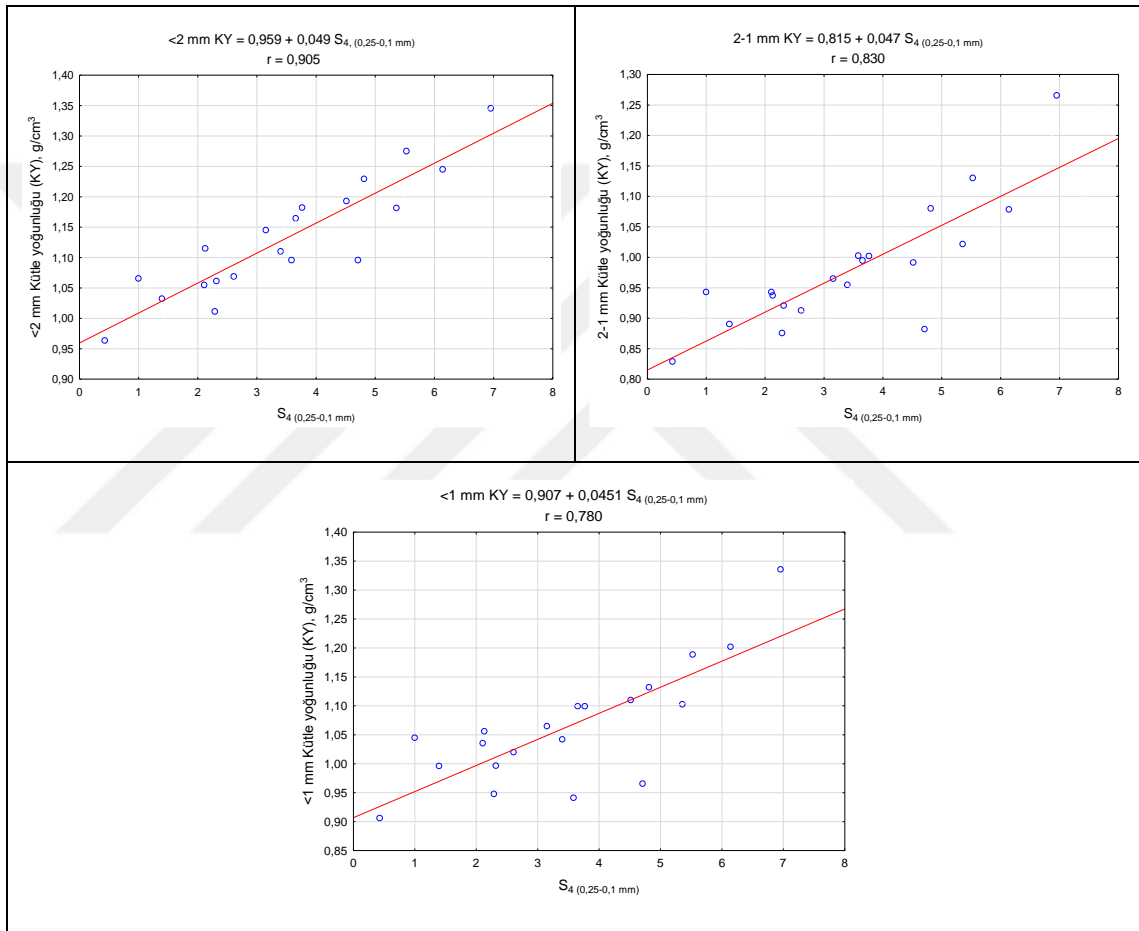 <2 mm KY = 0,959 + 0,049 S4, (0,25-0,1 mm)
r = 0,905
1,40
1,35
1,30
1,25
1,20
1,15
1,10
1,05
1,00
0,95
0,90
<2 mm Kütle yoğunluğu (KY), g/cm³
0 1 2 3 4 5 6 7 8
S4 (0,25-0,1 mm)
2-1 mm KY = 0,815 + 0,047 S4 (0,25-0,1 mm)
r = 0,830
1,30
1,25
1,20
1,15
1,10
1,05
1,00
0,95
0,90
0,85
0,80
2-1 mm Kütle yoğunluğu (KY), g/cm³
0 1 2 3 4 5 6 7 8
S4 (0,25-0,1 mm)
<1 mm KY = 0,907 + 0,0451 S4 (0,25-0,1 mm)
r = 0,780
1,40
1,35
1,30
1,25
1,20
1,15
1,10
1,05
1,00
0,95
0,90
0,85
<1 mm Kütle yoğunluğu (KY), g/cm³
0 1 2 3 4 5 6 7 8
S4 (0,25-0,1 mm)